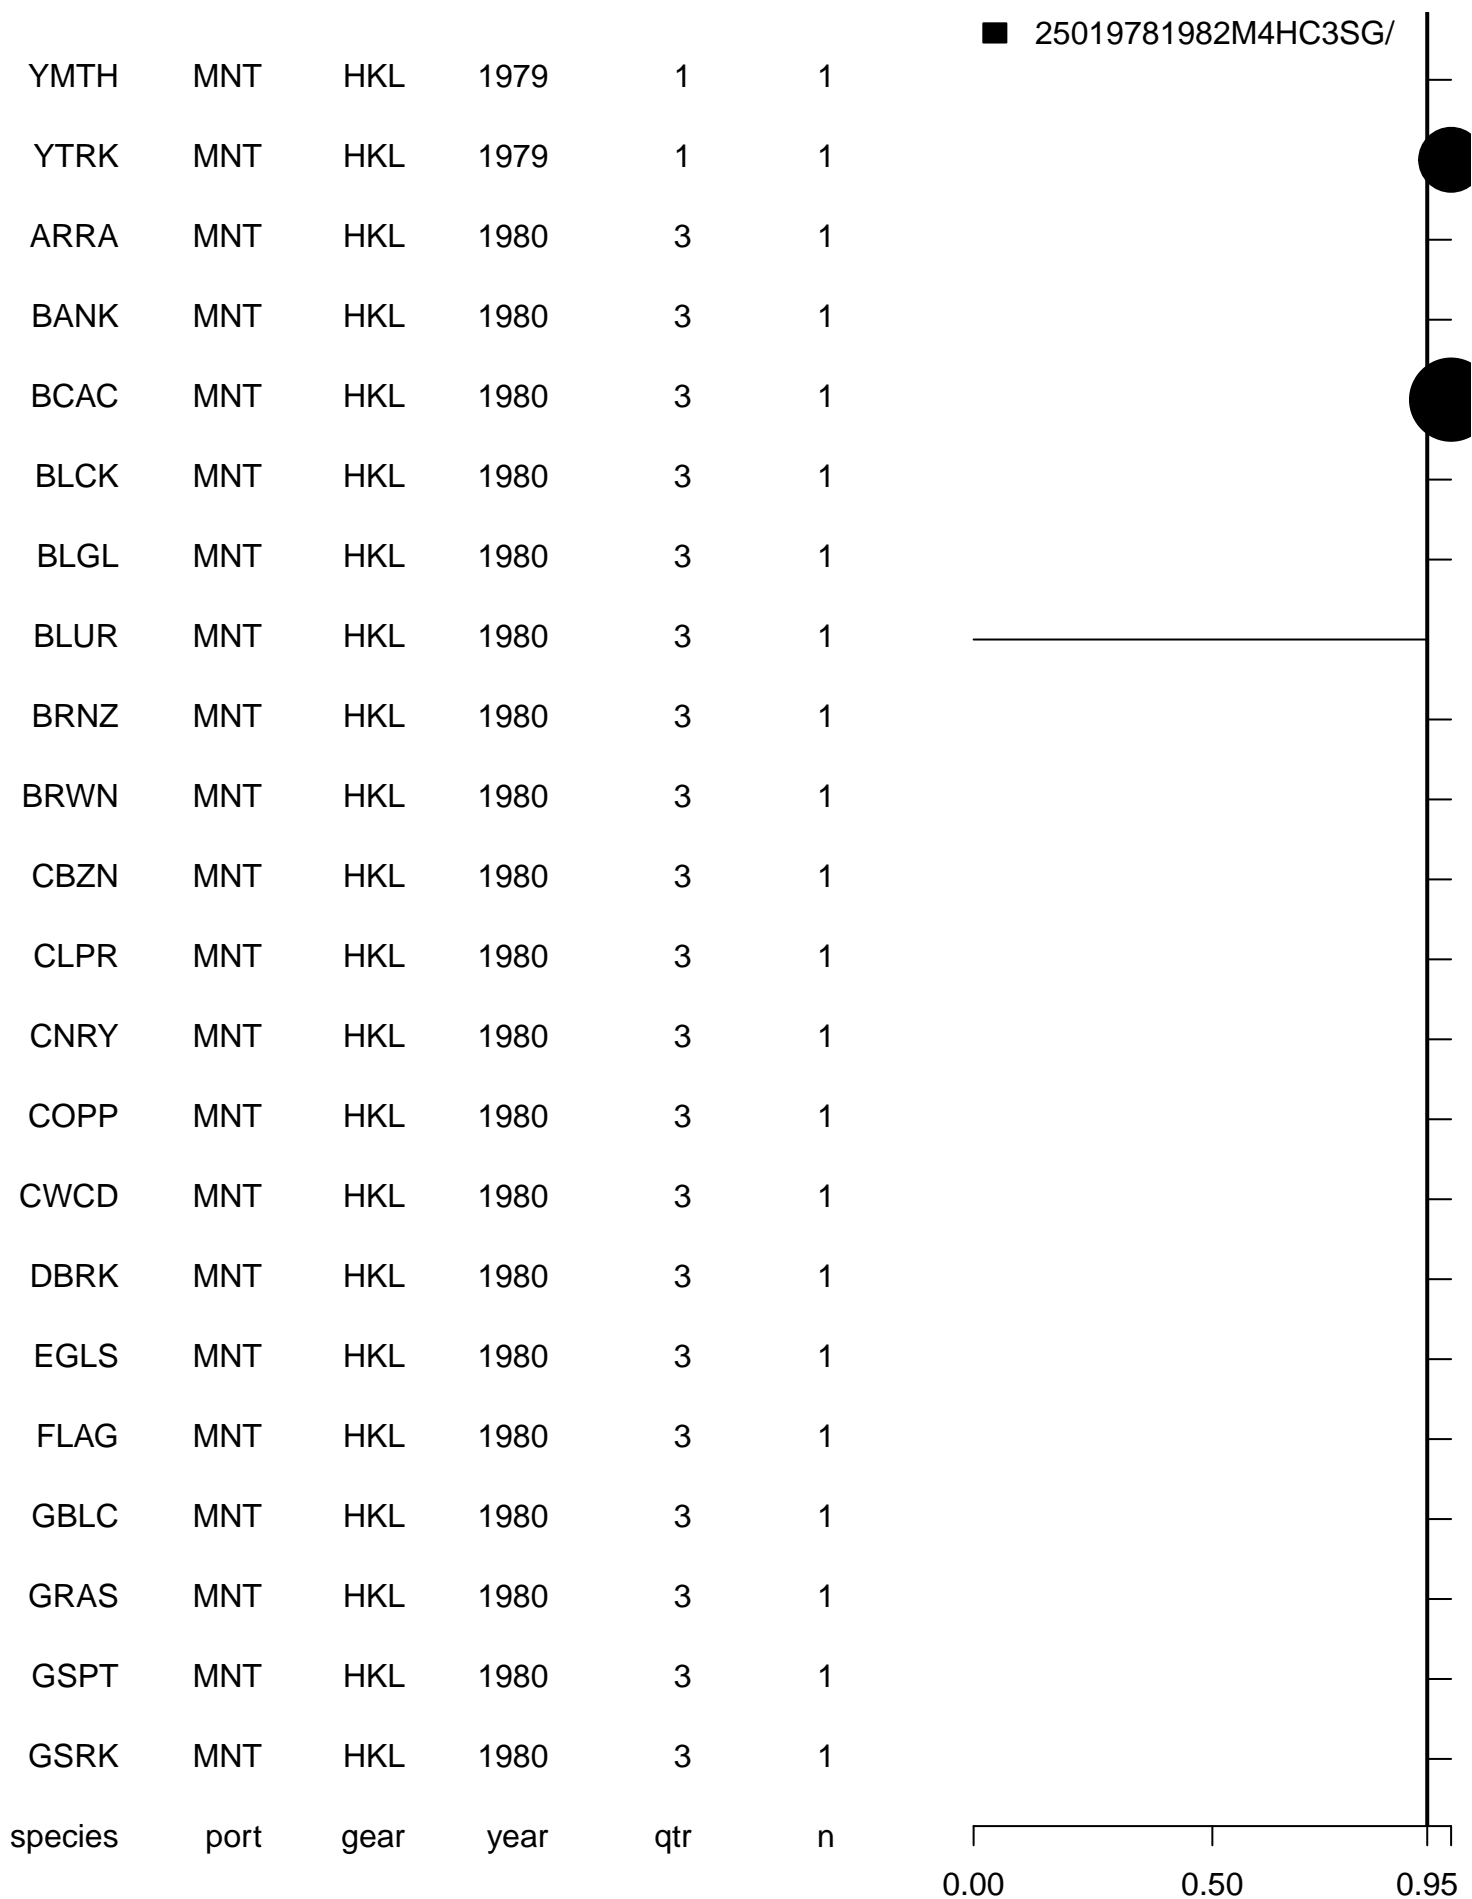 25019781982M4HC3SG/
YMTH MNT HKL 1979 1 1
YTRK MNT HKL 1979 1 1
ARRA MNT HKL 1980 3 1
BANK MNT HKL 1980 3 1
BCAC MNT HKL 1980 3 1
BLCK MNT HKL 1980 3 1
BLGL MNT HKL 1980 3 1
BLUR MNT HKL 1980 3 1
BRNZ MNT HKL 1980 3 1
BRWN MNT HKL 1980 3 1
CBZN MNT HKL 1980 3 1
CLPR MNT HKL 1980 3 1
CNRY MNT HKL 1980 3 1
COPP MNT HKL 1980 3 1
CWCD MNT HKL 1980 3 1
DBRK MNT HKL 1980 3 1
EGLS MNT HKL 1980 3 1
FLAG MNT HKL 1980 3 1
GBLC MNT HKL 1980 3 1
GRAS MNT HKL 1980 3 1
GSPT MNT HKL 1980 3 1
GSRK MNT HKL 1980 3 1
species port gear year qtr n
0.00 0.50 0.95